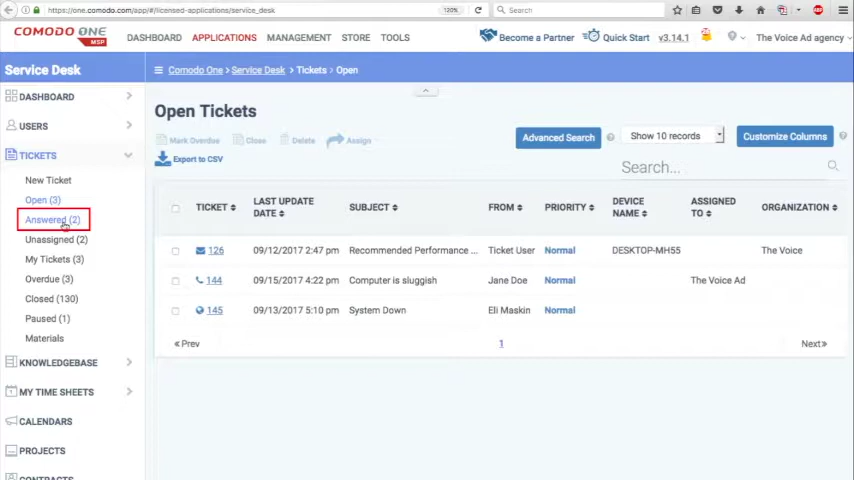 https://one.comodo.com/app/#/licensed-applications/service_desk
120%
Search
COMODO ONE
MSP
DASHBOARD
APPLICATIONS
MANAGEMENT
STORE
TOOLS
Become a Partner
Quick Start
v3.14.1
The Voice Ad agency
Service Desk
Comodo One > Service Desk > Tickets > Open
DASHBOARD
USERS
TICKETS
New Ticket
Open (3)
Answered (2)
Unassigned (2)
My Tickets (3)
Overdue (3)
Closed (130)
Paused (1)
Materials
KNOWLEDGEBASE
MY TIME SHEETS
CALENDARS
PROJECTS
CONTRACTS
Open Tickets
Mark Overdue
Close
Delete
Assign
Advanced Search
Show 10 records
Customize Columns
Export to CSV
Search...
TICKET LAST UPDATE DATE SUBJECT FROM PRIORITY DEVICE NAME ASSIGNED TO ORGANIZATION
126 09/12/2017 2:47 pm Recommended Performance ... Ticket User Normal DESKTOP-MH55 The Voice
144 09/15/2017 4:22 pm Computer is sluggish Jane Doe Normal The Voice Ad
145 09/13/2017 5:10 pm System Down Eli Maskin Normal
« Prev 1 Next »